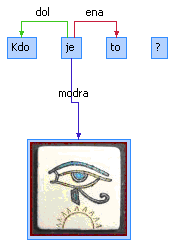 dol ena
Kdo je to ?
modra